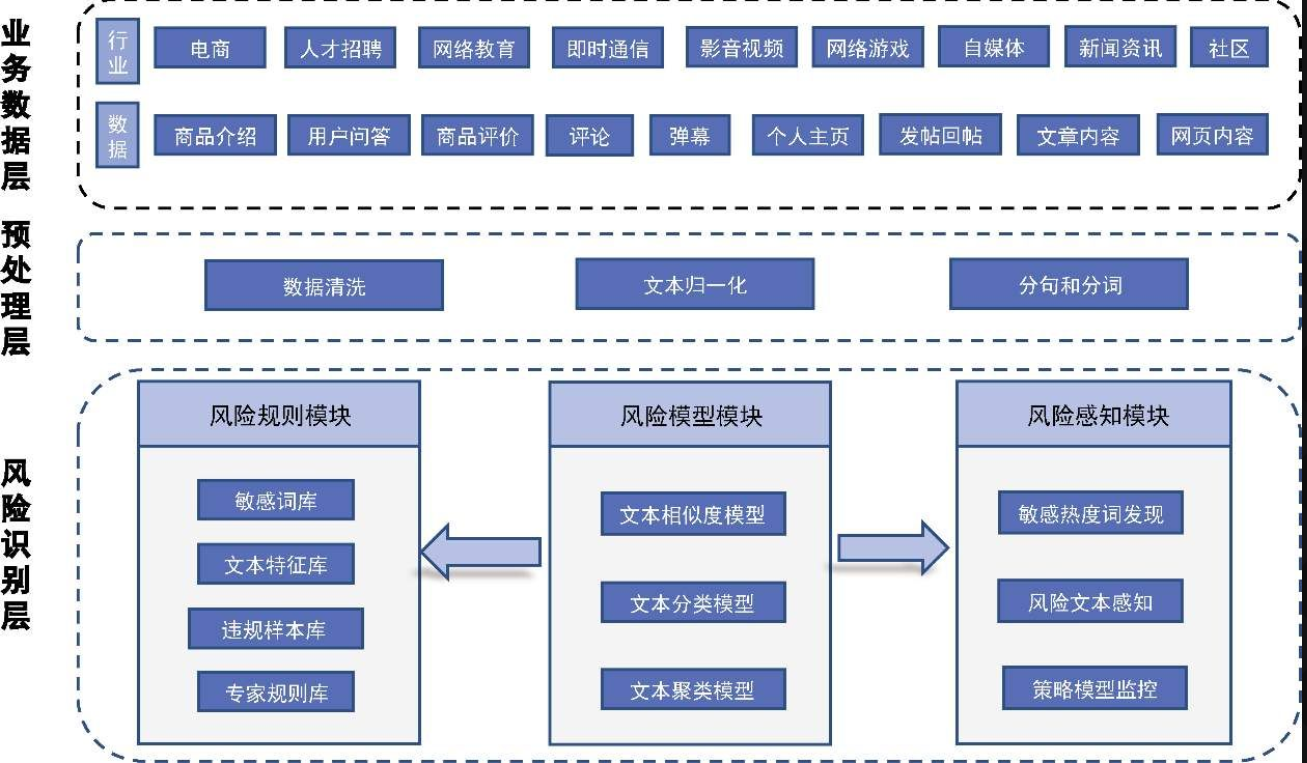 业务数据层
行业
电商
人才招聘
网络教育
即时通信
影音视频
网络游戏
自媒体
新闻资讯
社区
数据
商品介绍
用户问答
商品评价
评论
弹幕
个人主页
发帖回帖
文章内容
网页内容
预处理层
数据清洗
文本归一化
分句和分词
风险识别层
风险规则模块
敏感词库
文本特征库
违规样本库
专家规则库
风险模型模块
文本相似度模型
文本分类模型
文本聚类模型
风险感知模块
敏感热度词发现
风险文本感知
策略模型监控